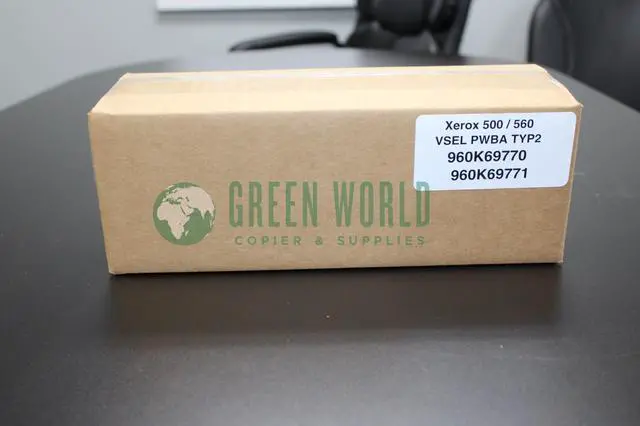 Xerox 500 / 560
VSEL PWBA TYP2
960K69770
960K69771
GREEN WORLD
COPIER & SUPPLIES